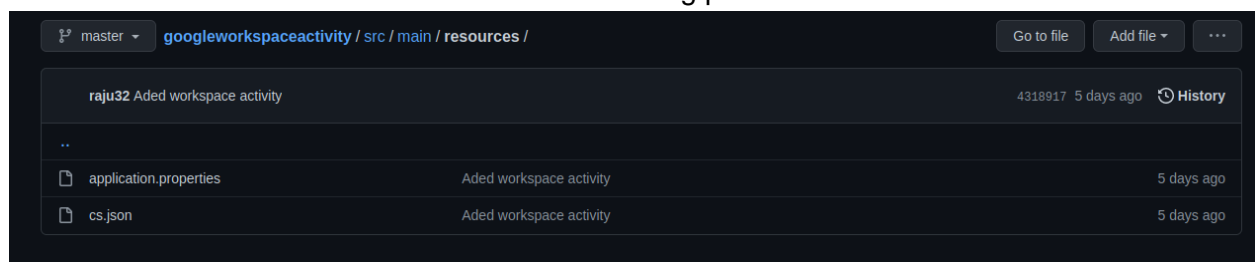 master googleworkspaceactivity / src / main / resources / Go to file Add file ...
raju32 Aded workspace activity 4318917 5 days ago History
..
application.properties Aded workspace activity 5 days ago
cs.json Aded workspace activity 5 days ago